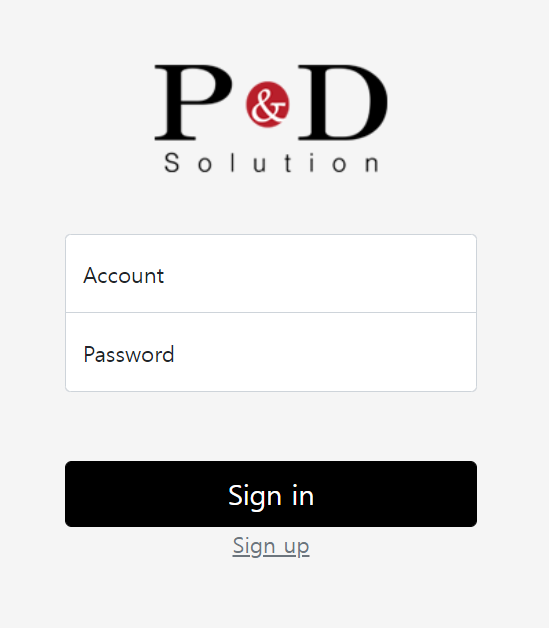 P&D
Solution
Account
Password
Sign in
Sign up